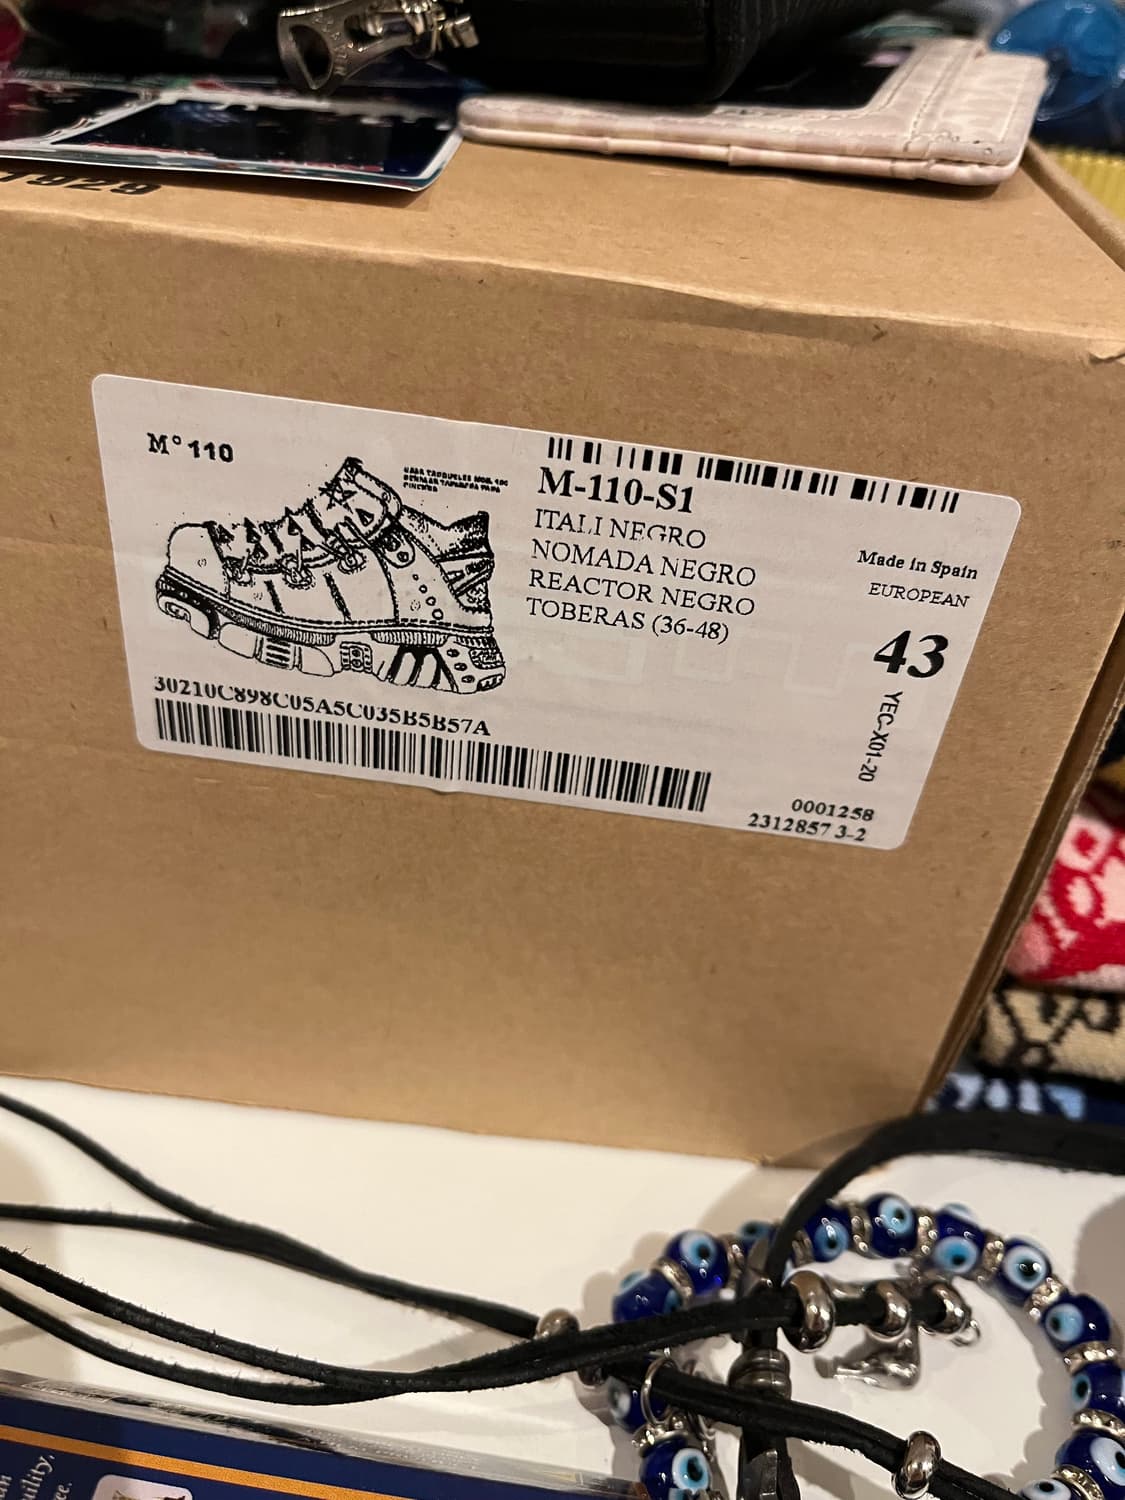 M°110
M-110-S1
ITALI NEGRO
NOMADA NEGRO
REACTOR NEGRO
TOBERAS (36-48)
Made in Spain
EUROPEAN
43
YEC-X01-20
30210C898C05A5C035B5B57A
0001258
2312857 3-2
uility,